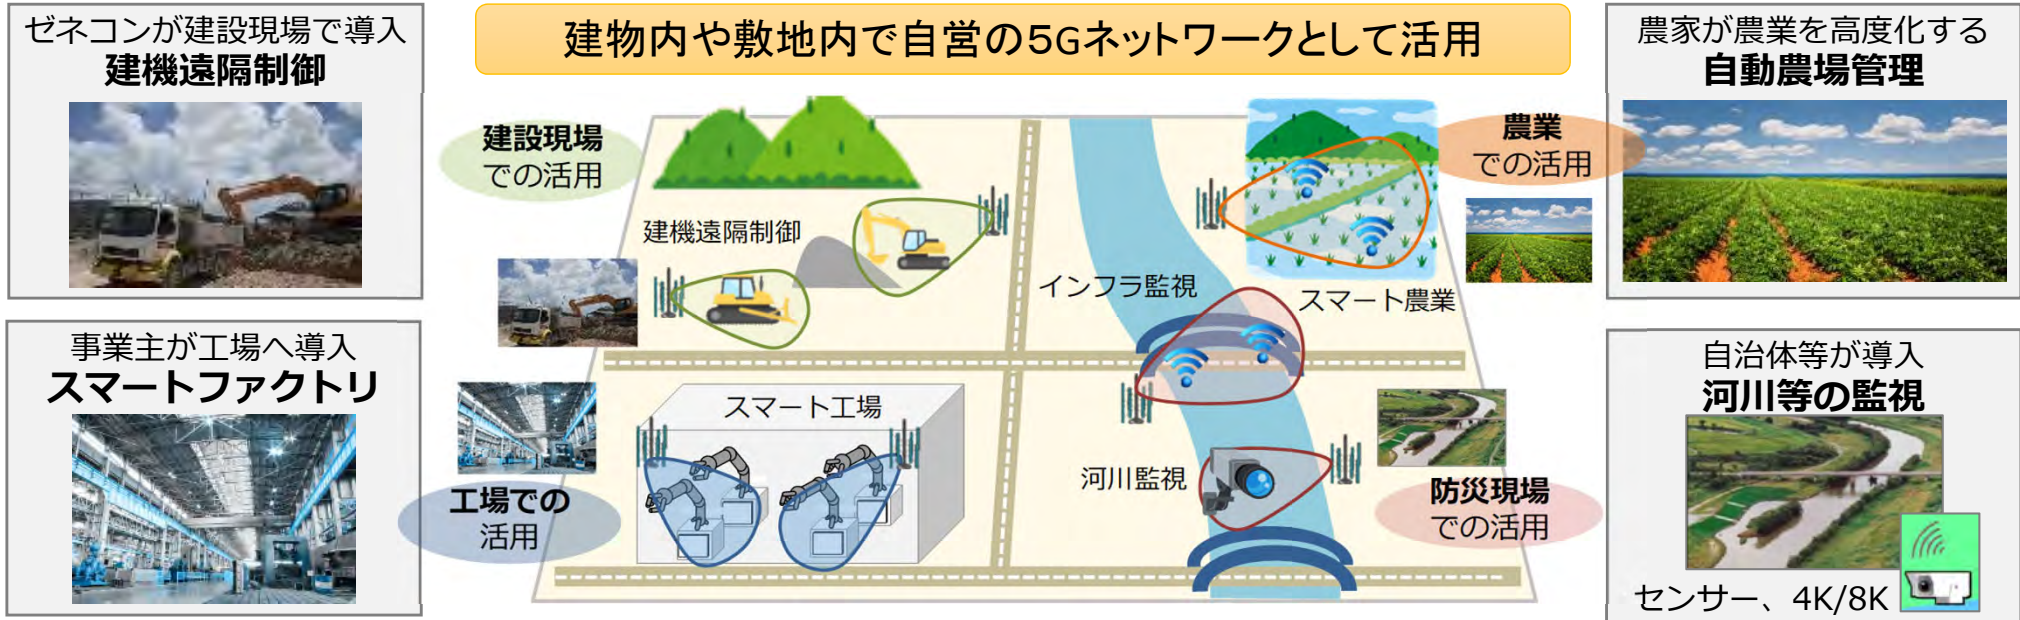 ゼネコンが建設現場で導入
建機遠隔制御
建物内や敷地内で自営の5Gネットワークとして活用
農家が農業を高度化する
自動農場管理
建設現場
での活用
農業
での活用
建機遠隔制御
インフラ監視
スマート農業
事業主が工場へ導入
スマートファクトリ
スマート工場
工場での
活用
河川監視
防災現場
での活用
自治体等が導入
河川等の監視
センサー、4K/8K